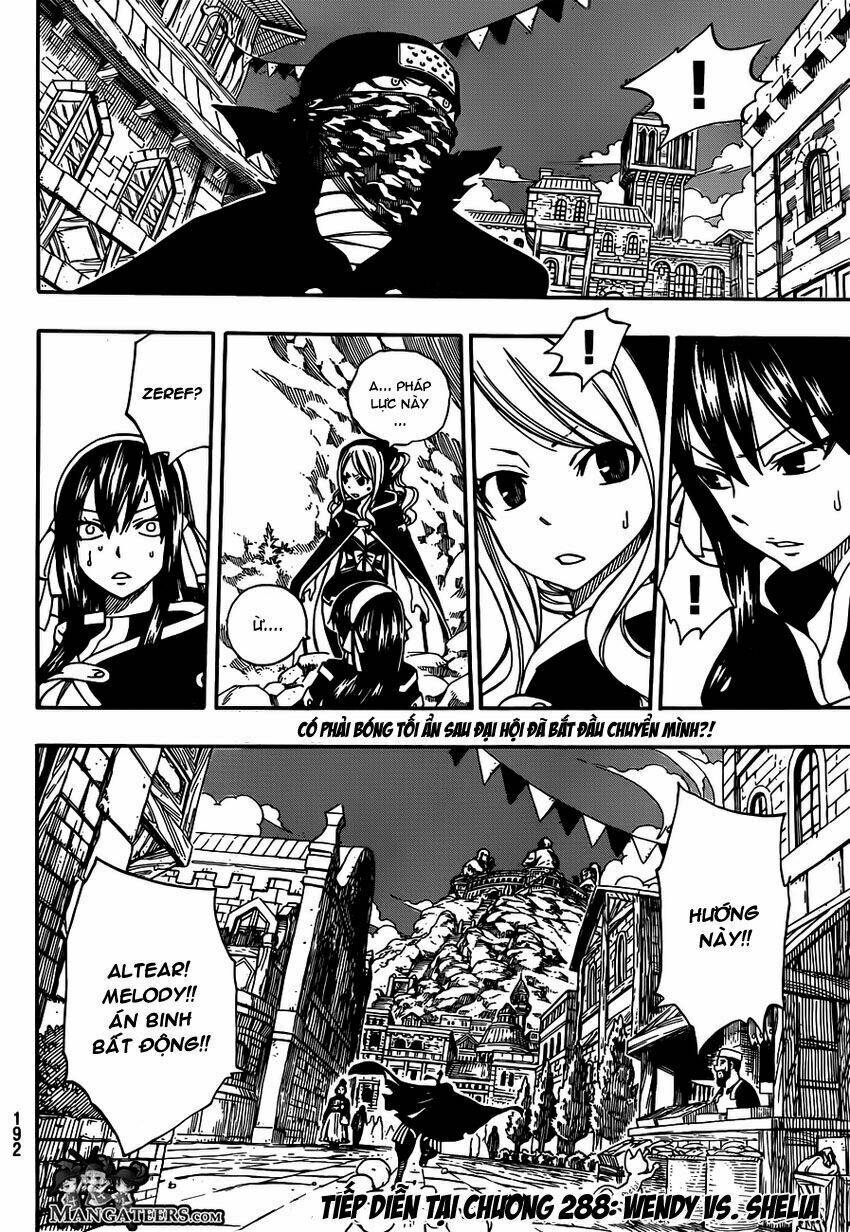 !
!
!
A... PHÁP
LỰC NÀY
...
Ừ....
ZEREF?
CÓ PHẢI BÓNG TỐI ẨN SAU ĐẠI HỘI ĐÃ BẮT ĐẦU CHUYỂN MÌNH?!
HƯỚNG
NÀY!!
ALTEAR!
MELODY!!
ÁN BINH
BẤT ĐỘNG!!
192
MANGATEERS.COM
TIẾP DIỄN TẠI CHƯƠNG 288: WENDY VS. SHELIA